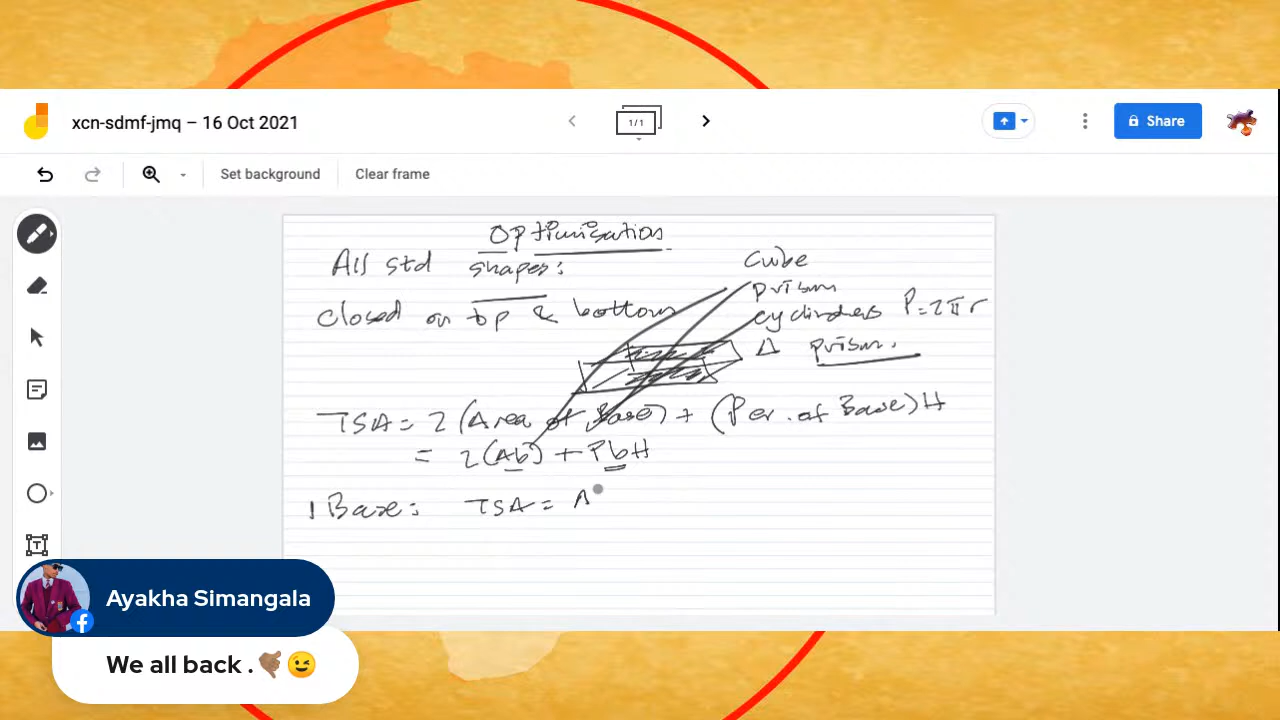 xcn-sdmf-jmq – 16 Oct 2021
1/1
Share
Set background
Clear frame
Optimisation
All std shapes:
Cube
prism
closed on top & bottoms
cyclinders P=2πr
Δ prism.
TSA = 2 (Area of Base) + (Per. of Base) H
= 2(Ab) + PbH
1 Base: TSA = A
T
Ayakha Simangala
We all back .🤙🏽😉